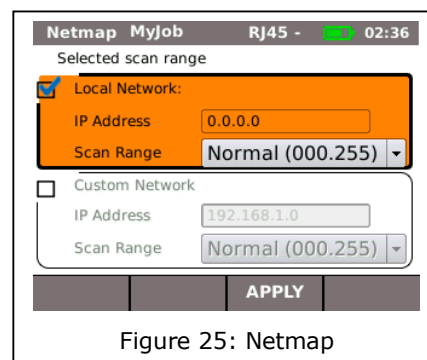 Netmap MyJob RJ45 - 02:36
Selected scan range
Local Network:
IP Address 0.0.0.0
Scan Range Normal (000.255)
Custom Network
IP Address 192.168.1.0
Scan Range Normal (000.255)
APPLY
Figure 25: Netmap